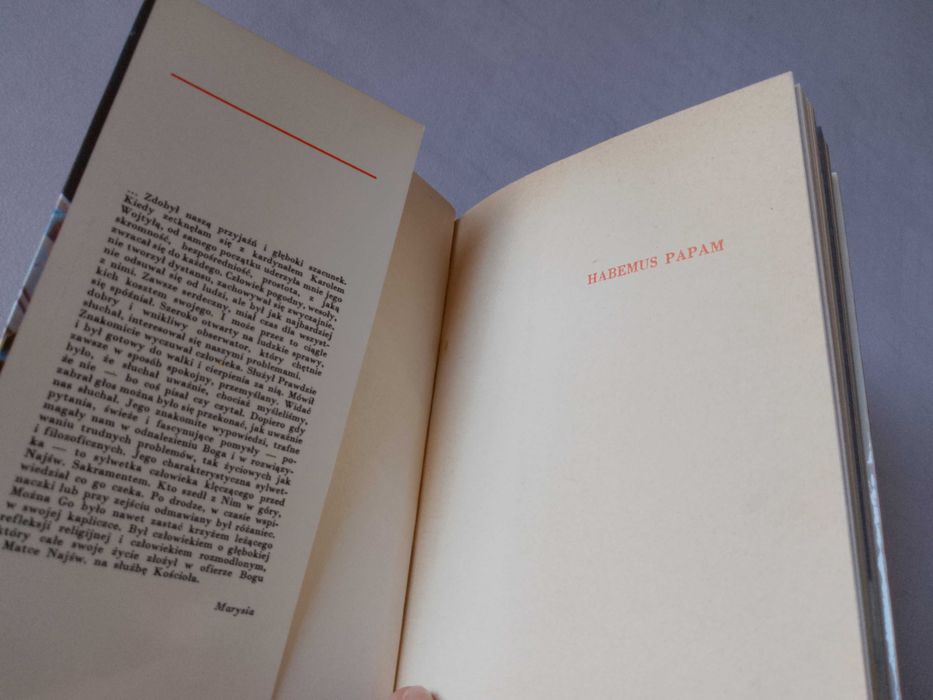 ... Zdobył naszą przyjaźń i głęboki szacunek.
Kiedy zetknęłam się z kardynałem Karolem
Wojtyłą, od samego początku uderzyła mnie jego
skromność, bezpośredniość, prostota, z jaką
zwracał się do każdego. Człowiek pogodny, wesoły,
nie tworzył dystansu, zachowywał się zwyczajnie,
nie odsuwał się od ludzi, ale był jak najbardziej
z nimi. Zawsze serdeczny, miał czas dla wszyst-
kich kosztem swojego. I może przez to ciągle
się spóźniał. Szeroko otwarty na ludzkie sprawy,
dobry i wnikliwy obserwator, który chętnie
słuchał, interesował się naszymi problemami.
Znakomicie wyczuwał człowieka. Służył Prawdzie
i był gotowy do walki i cierpienia za nią. Mówił
zawsze w sposób spokojny, przemyślany. Widać
było, że słuchał uważnie, chociaż myśleliśmy,
że nie — bo coś pisał czy czytał. Dopiero gdy
zabrał głos można było się przekonać, jak uważnie
nas słuchał. Jego znakomite wypowiedzi, trafne
pytania, świeże i fascynujące pomysły — po-
magały nam w odnalezieniu Boga i w rozwiązy-
waniu trudnych problemów, tak życiowych jak
i filozoficznych. Jego charakterystyczna sylwet-
ka — to sylwetka człowieka klęczącego przed
Najśw. Sakramentem. Kto szedł z Nim w góry,
wiedział co go czeka. Po drodze, w czasie wspi-
naczki lub przy zejściu odmawiany był różaniec.
Można Go było nawet zastać krzyżem leżącego
w swojej kapliczce. Był człowiekiem o głębokiej
refleksji religijnej i człowiekiem rozmodlonym,
który całe swoje życie złożył w ofierze Bogu
Matce Najśw. na służbę Kościoła.
Marysia
HABEMUS PAPAM